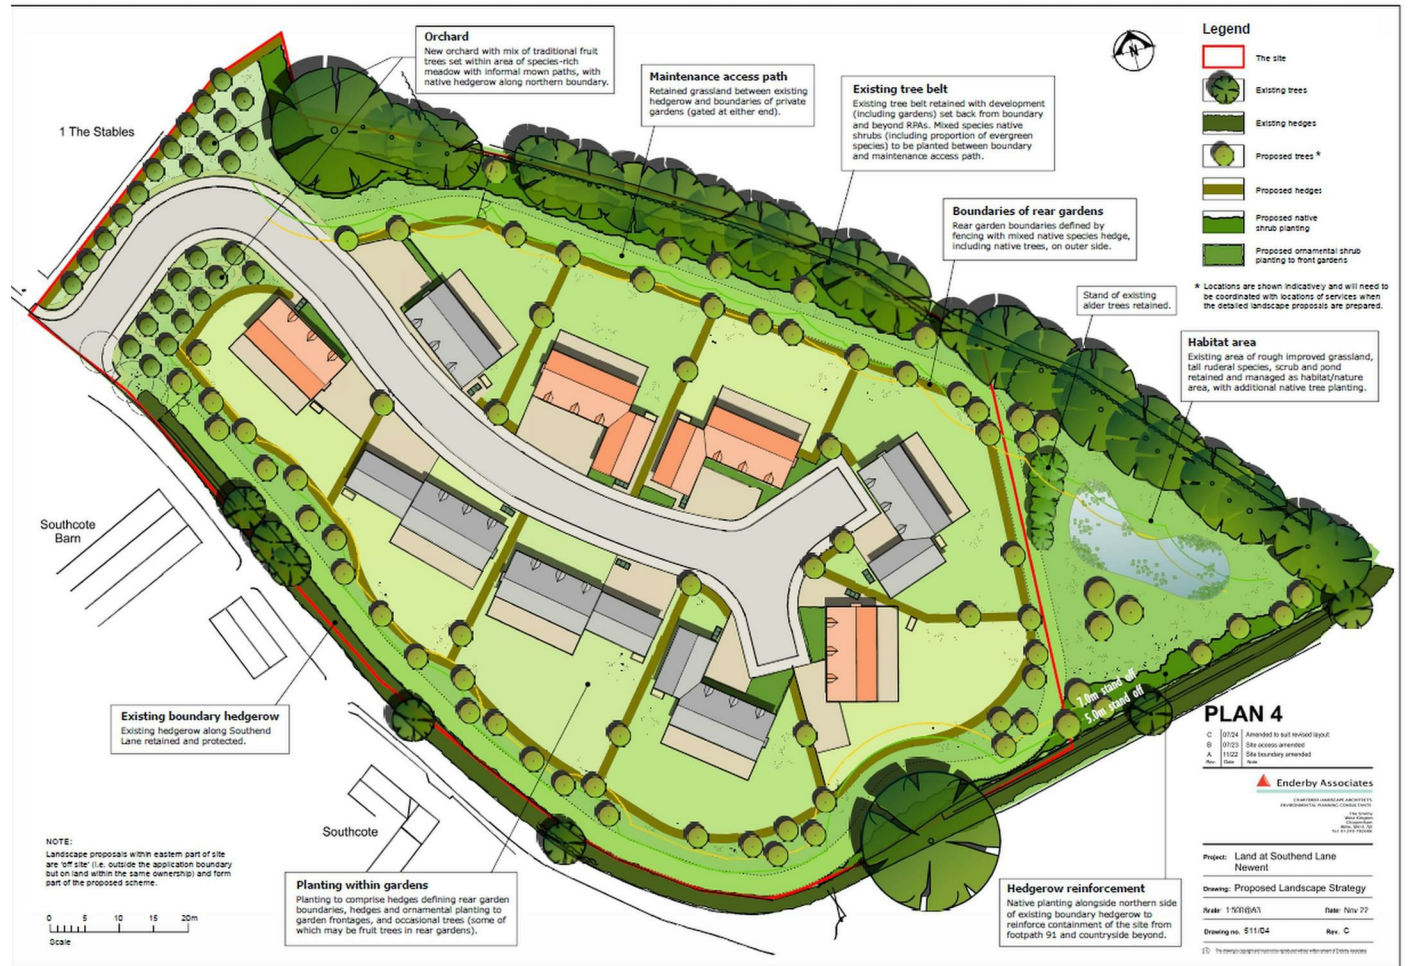 Orchard
New orchard with mix of traditional fruit
trees set within area of species-rich
meadow with informal mown paths, with
native hedgerow along northern boundary.
Maintenance access path
Retained grassland between existing
hedgerow and boundaries of private
gardens (gated at either end).
Existing tree belt
Existing tree belt retained with development
(including gardens) set back from boundary
and beyond RPAs. Mixed species native
shrubs (including proportion of evergreen
species) to be planted between boundary
and maintenance access path.
N
Legend
The site
Existing trees
Existing hedges
Proposed trees *
Proposed hedges
Proposed native
shrub planting
Proposed ornamental shrub
planting to front gardens
* Locations are shown indicatively and will need to
be coordinated with locations of services when
the detailed landscape proposals are prepared.
1 The Stables
Boundaries of rear gardens
Rear garden boundaries defined by
fencing with mixed native species hedge,
including native trees, on outer side.
Stand of existing
alder trees retained.
Habitat area
Existing area of rough improved grassland,
tall ruderal species, scrub and pond
retained and managed as habitat/nature
area, with additional native tree planting.
Southcote
Barn
7.0m stand off
5.0m stand off
Existing boundary hedgerow
Existing hedgerow along Southend
Lane retained and protected.
Southcote
Planting within gardens
Planting to comprise hedges defining rear garden
boundaries, hedges and ornamental planting to
garden frontages, and occasional trees (some of
which may be fruit trees in rear gardens).
Hedgerow reinforcement
Native planting alongside northern side
of existing boundary hedgerow to
reinforce containment of the site from
footpath 91 and countryside beyond.
NOTE:
Landscape proposals within eastern part of site
are 'off site' (i.e. outside the application boundary
but on land within the same ownership) and form
part of the proposed scheme.
0 5 10 15 20m
Scale
PLAN 4
C 07/24 Amended to suit revised layout
B 07/23 Site access amended
A 11/22 Site boundary amended
Rev Date Note
Enderby Associates
CHARTERED LANDSCAPE ARCHITECTS
ENVIRONMENTAL PLANNING CONSULTANTS
Project: Land at Southend Lane
Newent
Drawing: Proposed Landscape Strategy
Scale: 1:500@A3 Date: Nov 22
Drawing no. 511/04 Rev. C